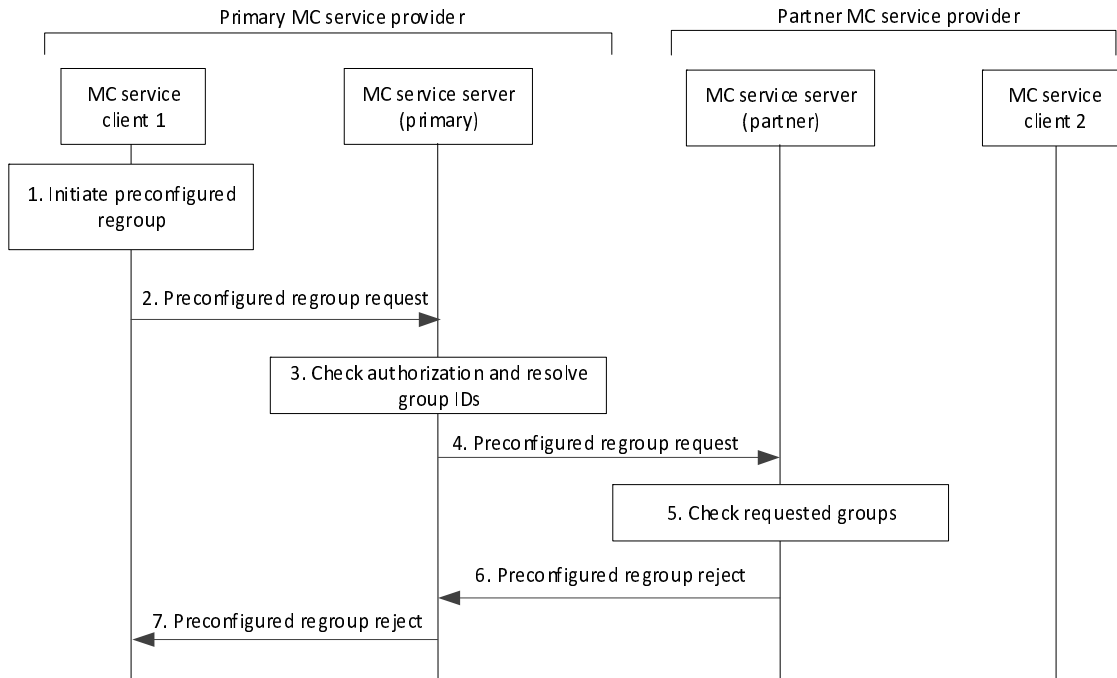 Primary MC service provider
Partner MC service provider
MC service
client 1
MC service server
(primary)
MC service server
(partner)
MC service
client 2
1. Initiate preconfigured
regroup
2. Preconfigured regroup request
3. Check authorization and resolve
group IDs
4. Preconfigured regroup request
5. Check requested groups
6. Preconfigured regroup reject
7. Preconfigured regroup reject